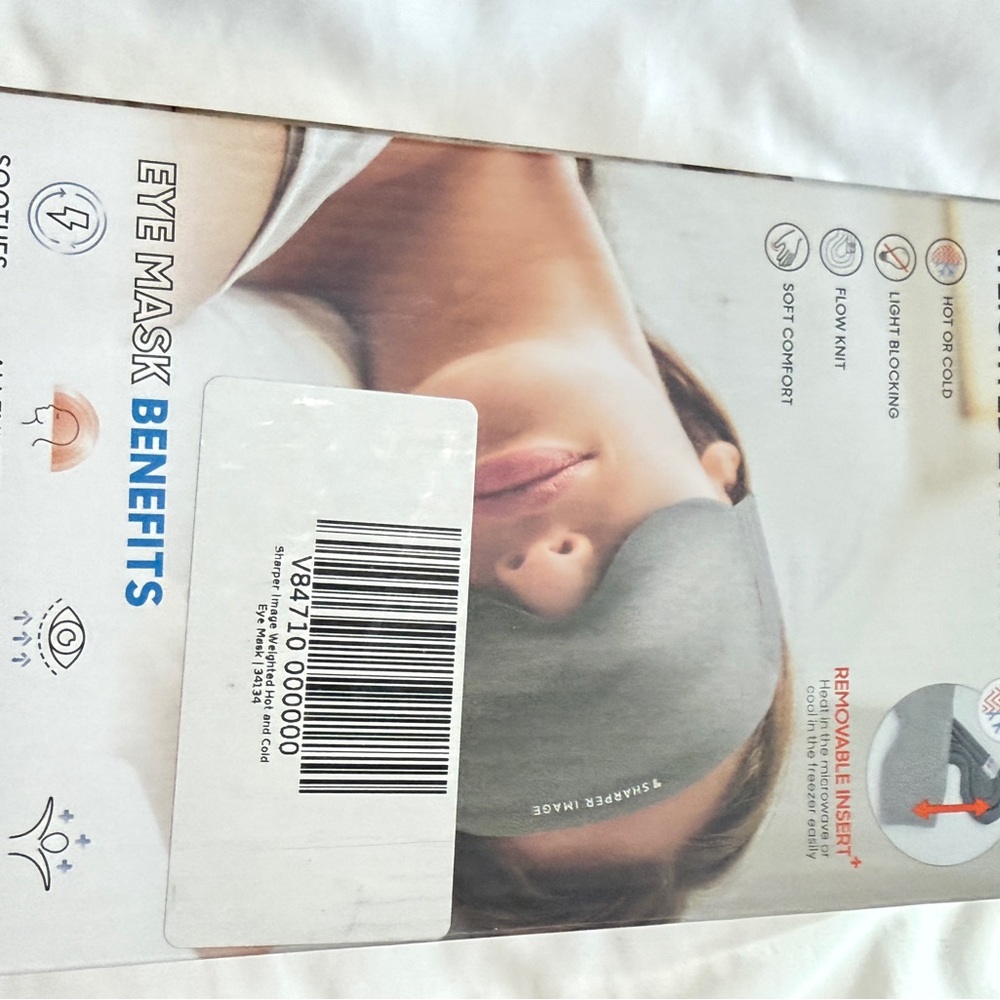 HOT OR COLD
LIGHT BLOCKING
FLOW KNIT
SOFT COMFORT
REMOVABLE INSERT+
Heat in the microwave or
cool in the freezer easily
SHARPER IMAGE
V84710 000000
Sharper Image Weighted Hot and Cold
Eye Mask | 34134
EYE MASK BENEFITS
SOOTHES